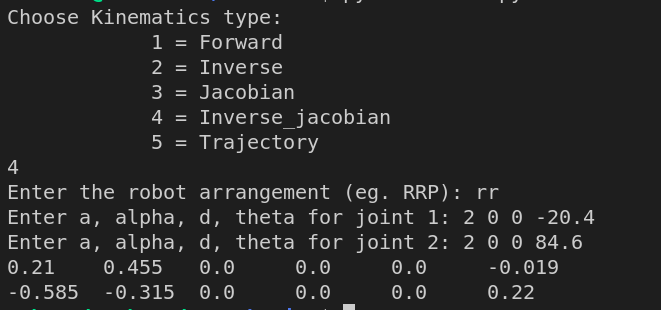 Choose Kinematics type:
1 = Forward
2 = Inverse
3 = Jacobian
4 = Inverse_jacobian
5 = Trajectory
4
Enter the robot arrangement (eg. RRP): rr
Enter a, alpha, d, theta for joint 1: 2 0 0 -20.4
Enter a, alpha, d, theta for joint 2: 2 0 0 84.6
0.21 0.455 0.0 0.0 0.0 -0.019
-0.585 -0.315 0.0 0.0 0.0 0.22